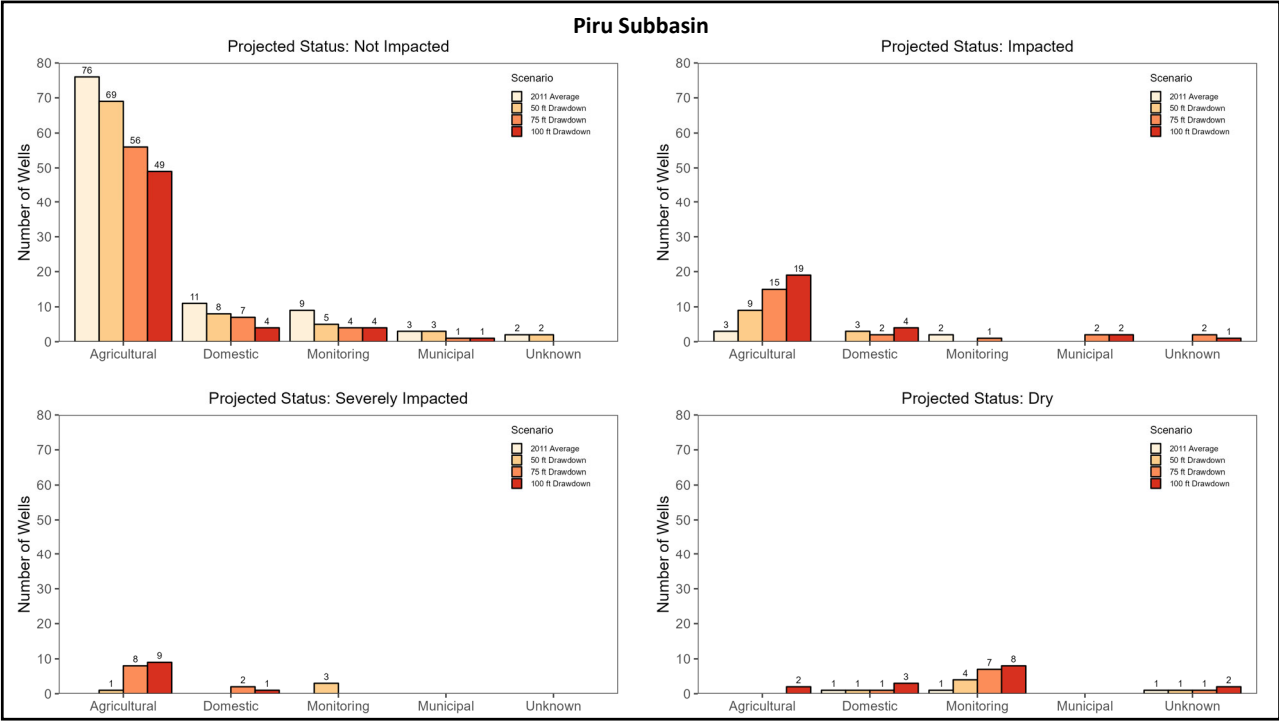 Piru Subbasin
Projected Status: Not Impacted
Number of Wells
80
70
60
50
40
30
20
10
0
76 69 56 49
11 8 7 4
9 5 4 4
3 3 1 1
2 2
Agricultural Domestic Monitoring Municipal Unknown
Scenario
2011 Average
50 ft Drawdown
75 ft Drawdown
100 ft Drawdown
Projected Status: Impacted
Number of Wells
80
70
60
50
40
30
20
10
0
3 9 15 19
3 2 4
2 1
2 2
2 1
Agricultural Domestic Monitoring Municipal Unknown
Scenario
2011 Average
50 ft Drawdown
75 ft Drawdown
100 ft Drawdown
Projected Status: Severely Impacted
Number of Wells
80
70
60
50
40
30
20
10
0
1 8 9
2 1
3
Agricultural Domestic Monitoring Municipal Unknown
Scenario
2011 Average
50 ft Drawdown
75 ft Drawdown
100 ft Drawdown
Projected Status: Dry
Number of Wells
80
70
60
50
40
30
20
10
0
2
1 1 1 3
1 4 7 8
1 1 1 2
Agricultural Domestic Monitoring Municipal Unknown
Scenario
2011 Average
50 ft Drawdown
75 ft Drawdown
100 ft Drawdown